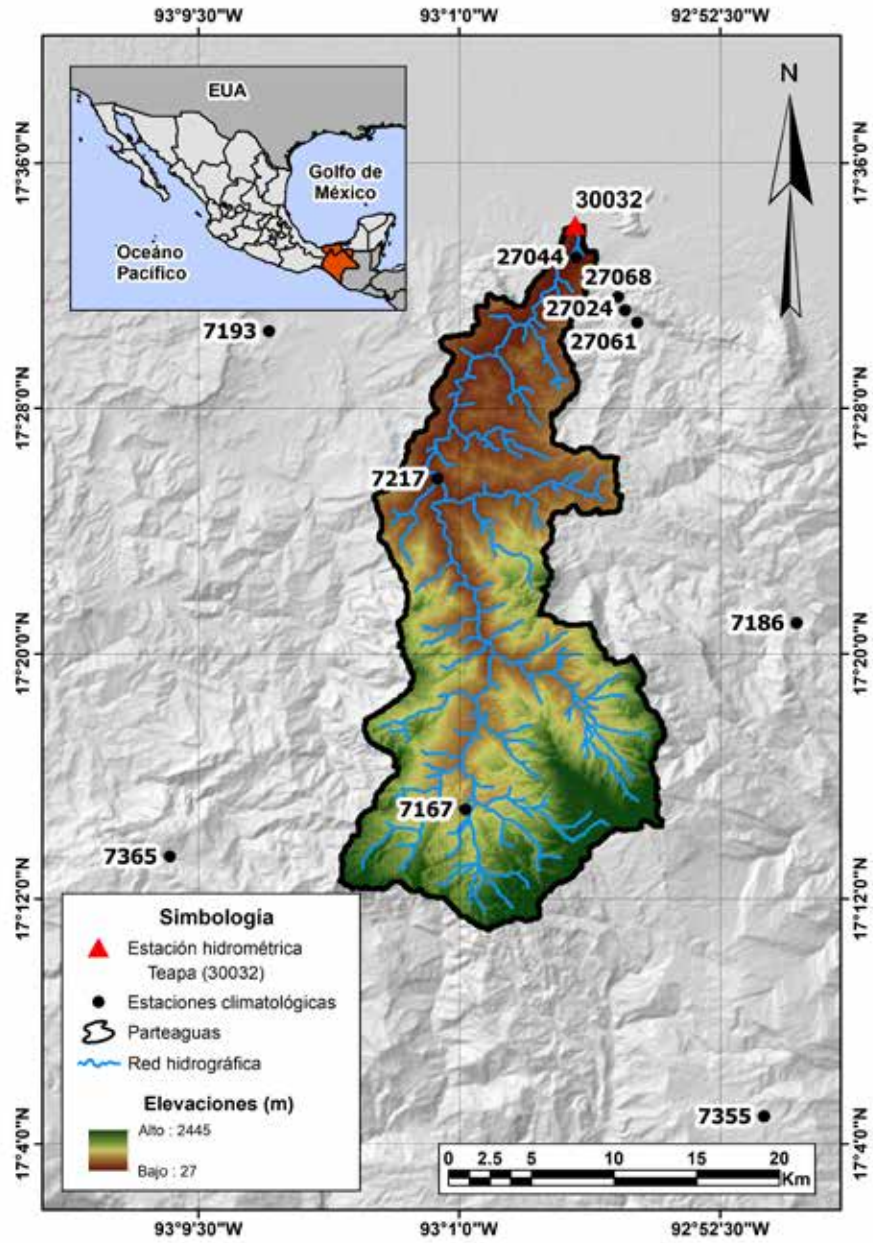 93°9'30"W
93°1'0"W
92°52'30"W
EUA
Golfo de
México
Oceáno
Pacífico
N
17°36'0"N
17°36'0"N
30032
27044
27068
27024
27061
7193
17°28'0"N
17°28'0"N
7217
7186
17°20'0"N
17°20'0"N
7167
7365
17°12'0"N
17°12'0"N
Simbología
Estación hidrométrica
Teapa (30032)
Estaciones climatológicas
Parteaguas
Red hidrográfica
Elevaciones (m)
Alto : 2445
Bajo : 27
7355
17°4'0"N
17°4'0"N
0 2.5 5 10 15 20
Km
93°9'30"W
93°1'0"W
92°52'30"W